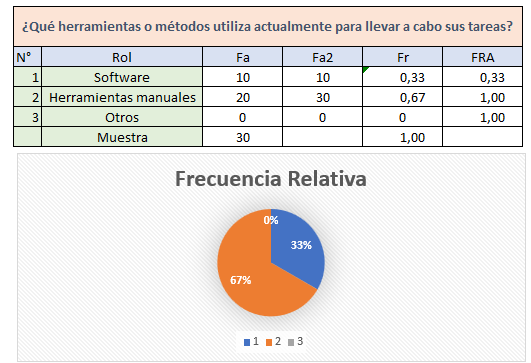 ¿Qué herramientas o métodos utiliza actualmente para llevar a cabo sus tareas?
N° Rol Fa Fa2 Fr FRA
1 Software 10 10 0,33 0,33
2 Herramientas manuales 20 30 0,67 1,00
3 Otros 0 0 0 1,00
Muestra 30 1,00
Frecuencia Relativa
0%
33%
67%
1 2 3